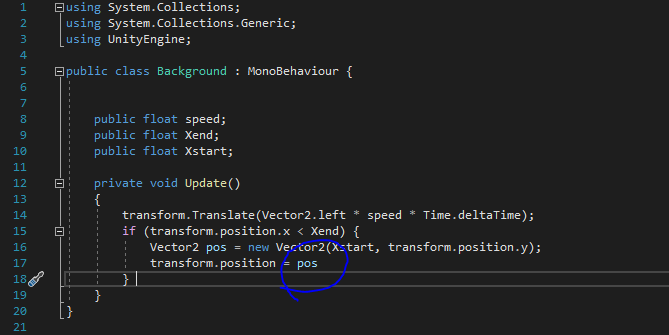 1 using System.Collections;
2 using System.Collections.Generic;
3 using UnityEngine;
4
5 public class Background : MonoBehaviour {
6
7
8 public float speed;
9 public float Xend;
10 public float Xstart;
11
12 private void Update()
13 {
14 transform.Translate(Vector2.left * speed * Time.deltaTime);
15 if (transform.position.x < Xend) {
16 Vector2 pos = new Vector2(Xstart, transform.position.y);
17 transform.position = pos
18 }
19 }
20 }
21